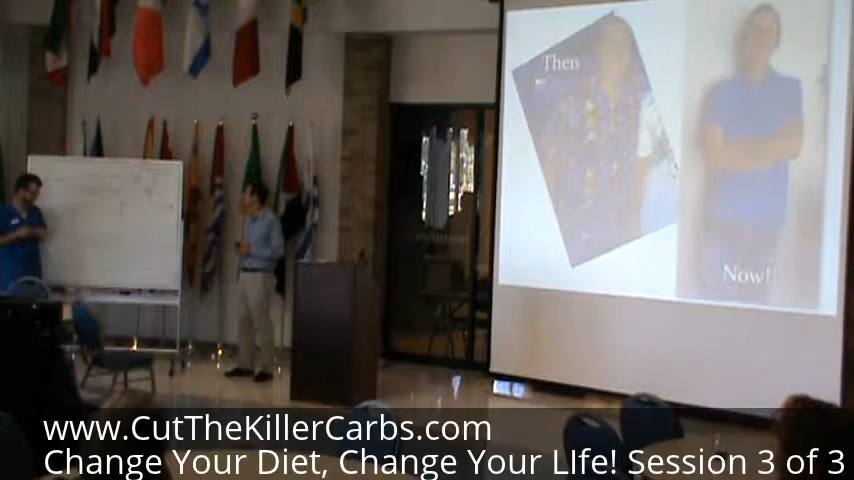 Then
Now!
www.CutTheKillerCarbs.com
Change Your Diet, Change Your LIfe! Session 3 of 3